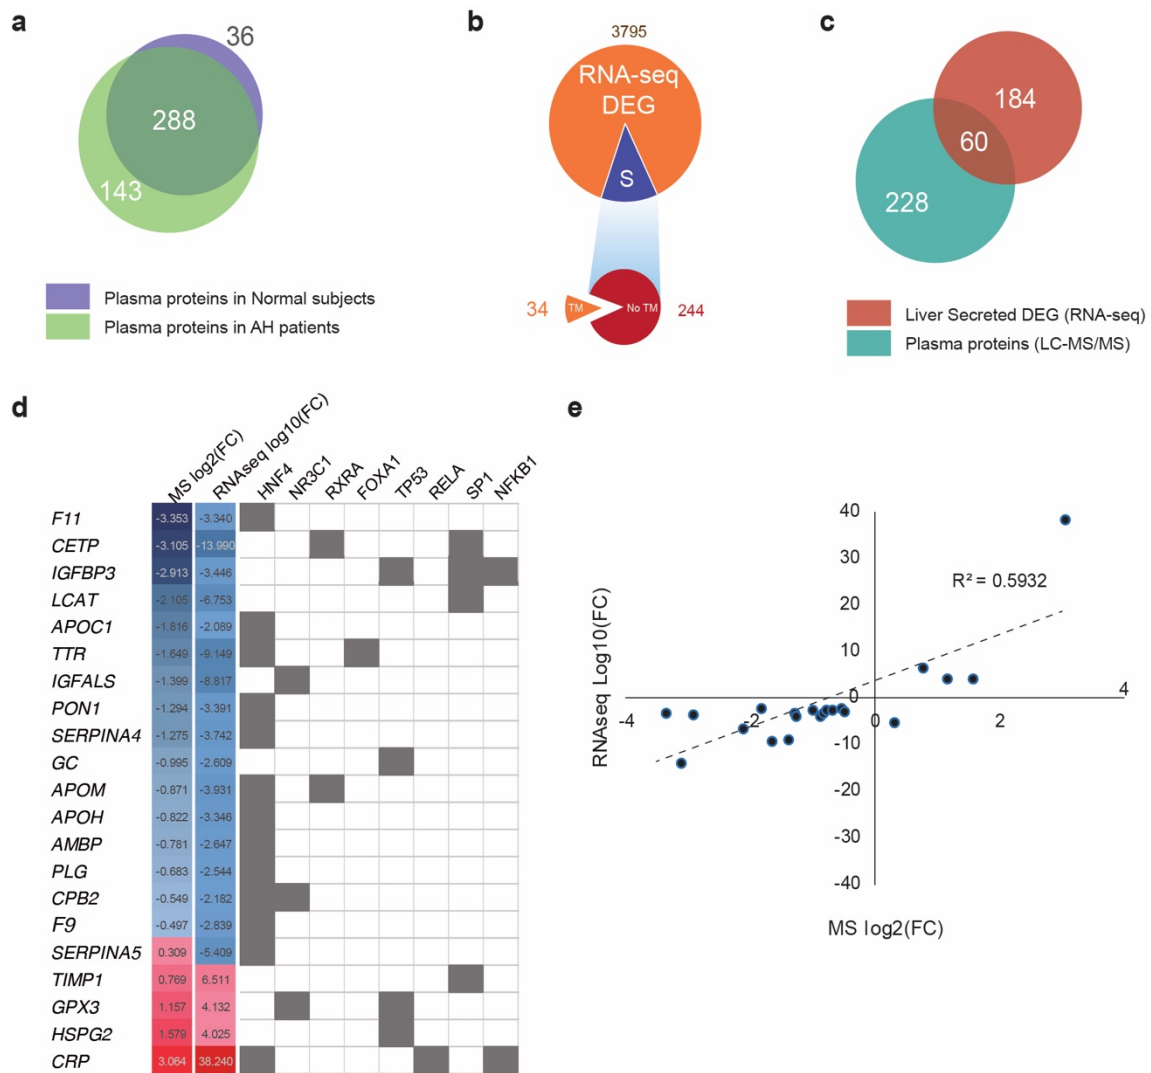 a
36
288
143
Plasma proteins in Normal subjects
Plasma proteins in AH patients
b
3795
RNA-seq
DEG
S
34
TM
No TM
244
c
184
60
228
Liver Secreted DEG (RNA-seq)
Plasma proteins (LC-MS/MS)
d
MS log2(FC)
RNAseq log10(FC)
HNF4
NR3C1
RXRA
FOXA1
TP53
RELA
SP1
NFKB1
F11 -3.353 -3.340
CETP -3.105 -13.990
IGFBP3 -2.913 -3.446
LCAT -2.105 -6.753
APOC1 -1.816 -2.089
TTR -1.649 -9.149
IGFALS -1.399 -8.817
PON1 -1.294 -3.391
SERPINA4 -1.275 -3.742
GC -0.995 -2.609
APOM -0.871 -3.931
APOH -0.822 -3.346
AMBP -0.781 -2.647
PLG -0.683 -2.544
CPB2 -0.549 -2.182
F9 -0.497 -2.839
SERPINA5 0.309 -5.409
TIMP1 0.769 6.511
GPX3 1.157 4.132
HSPG2 1.579 4.025
CRP 3.064 38.240
e
RNAseq Log10(FC)
40
30
20
10
0
-10
-20
-30
-40
R² = 0.5932
-4
-2
0
2
4
MS log2(FC)